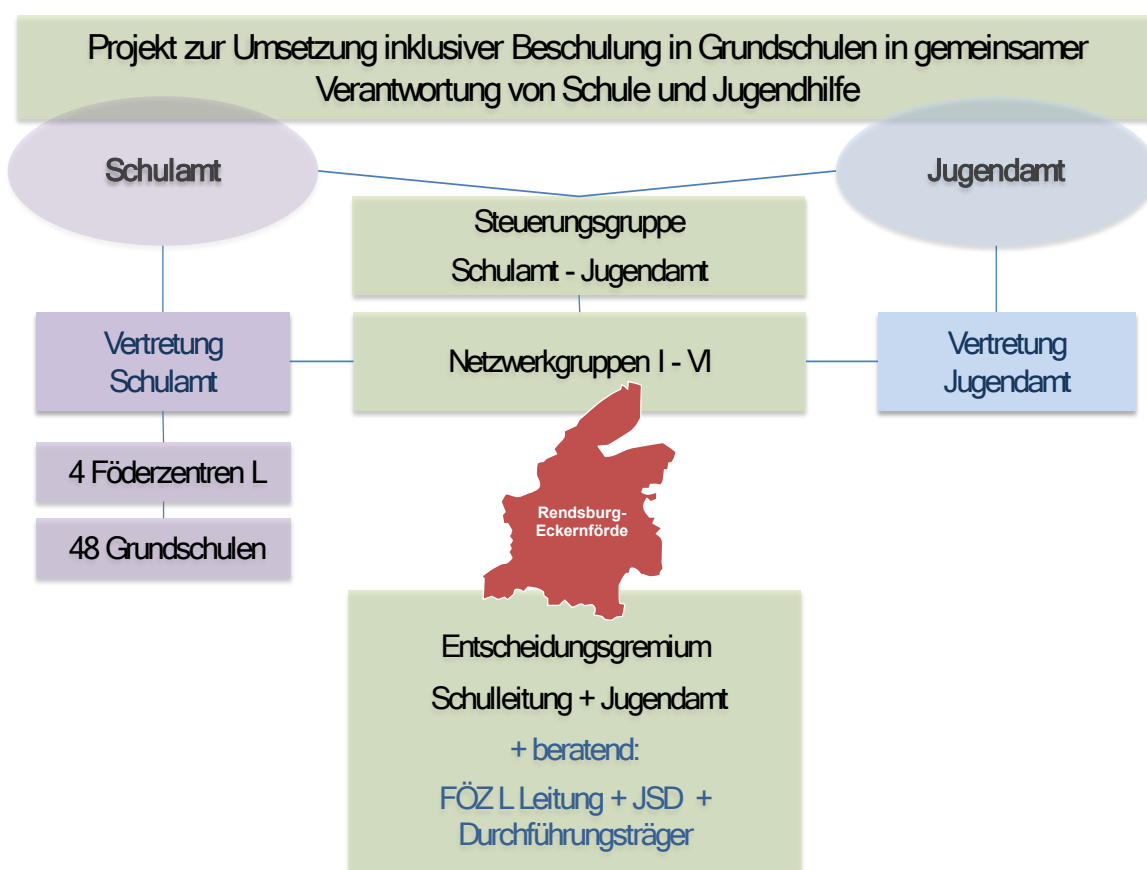 Projekt zur Umsetzung inklusiver Beschulung in Grundschulen in gemeinsamer
Verantwortung von Schule und Jugendhilfe
Schulamt
Jugendamt
Steuerungsgruppe
Schulamt - Jugendamt
Vertretung
Schulamt
Netzwerkgruppen I - VI
Vertretung
Jugendamt
4 Föderzentren L
48 Grundschulen
Rendsburg-
Eckernförde
Entscheidungsgremium
Schulleitung + Jugendamt
+ beratend:
FÖZ L Leitung + JSD +
Durchführungsträger